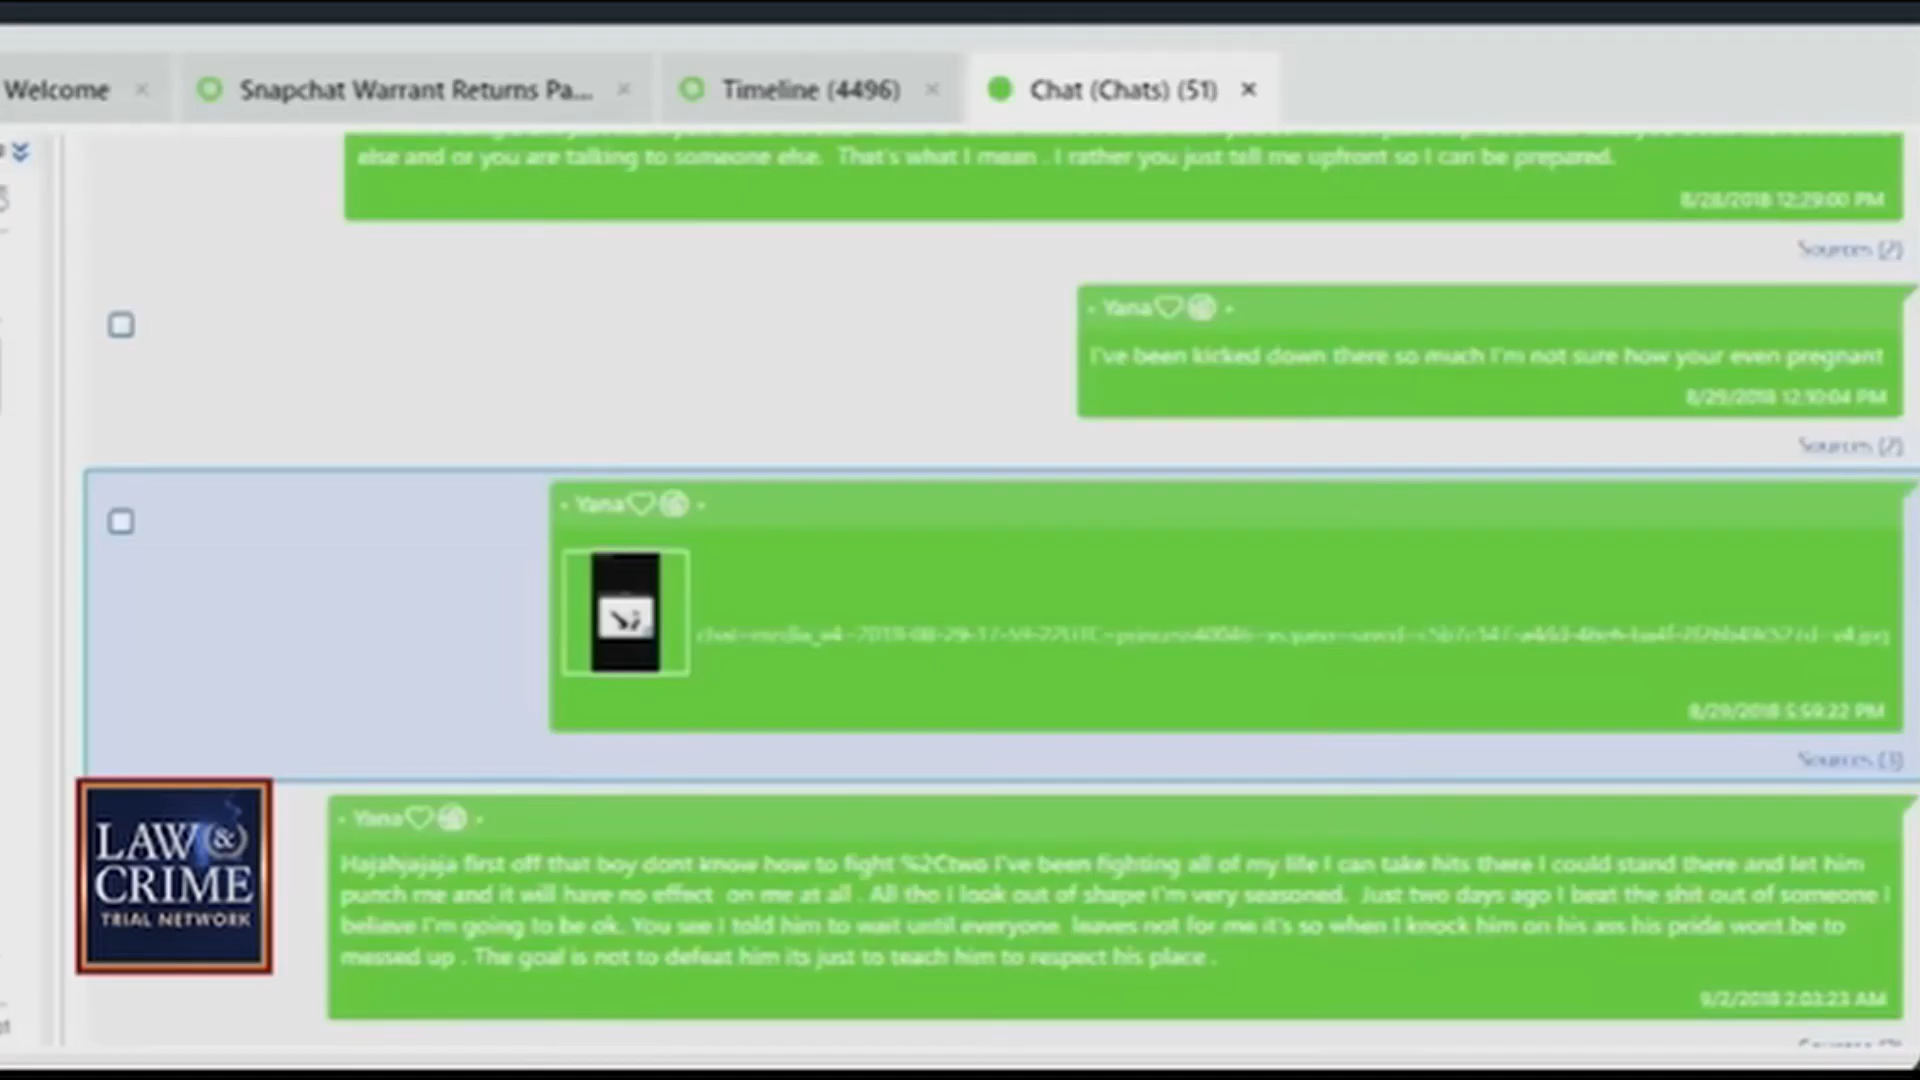 Welcome
Snapchat Warrant Returns Pa...
Timeline (4496)
Chat (Chats) (51)
else and or you are talking to someone else. That's what I mean . I rather you just tell me upfront so I can be prepared.
8/28/2018 12:29:00 PM
Sources (2)
- Yana
I've been kicked down there so much I'm not sure how your even pregnant
8/29/2018 12:10:04 PM
Sources (2)
- Yana
8/29/2018 5:59:22 PM
Sources (3)
- Yana
Hajahjajaja first off that boy dont know how to fight %2Ctwo I've been fighting all of my life I can take hits there I could stand there and let him
punch me and it will have no effect on me at all . All tho I look out of shape I'm very seasoned. Just two days ago I beat the shit out of someone I
believe I'm going to be ok. You see I told him to wait until everyone leaves not for me it's so when I knock him on his ass his pride wont.be to
messed up . The goal is not to defeat him its just to teach him to respect his place .
9/2/2018 2:03:23 AM
LAW &
CRIME
TRIAL NETWORK